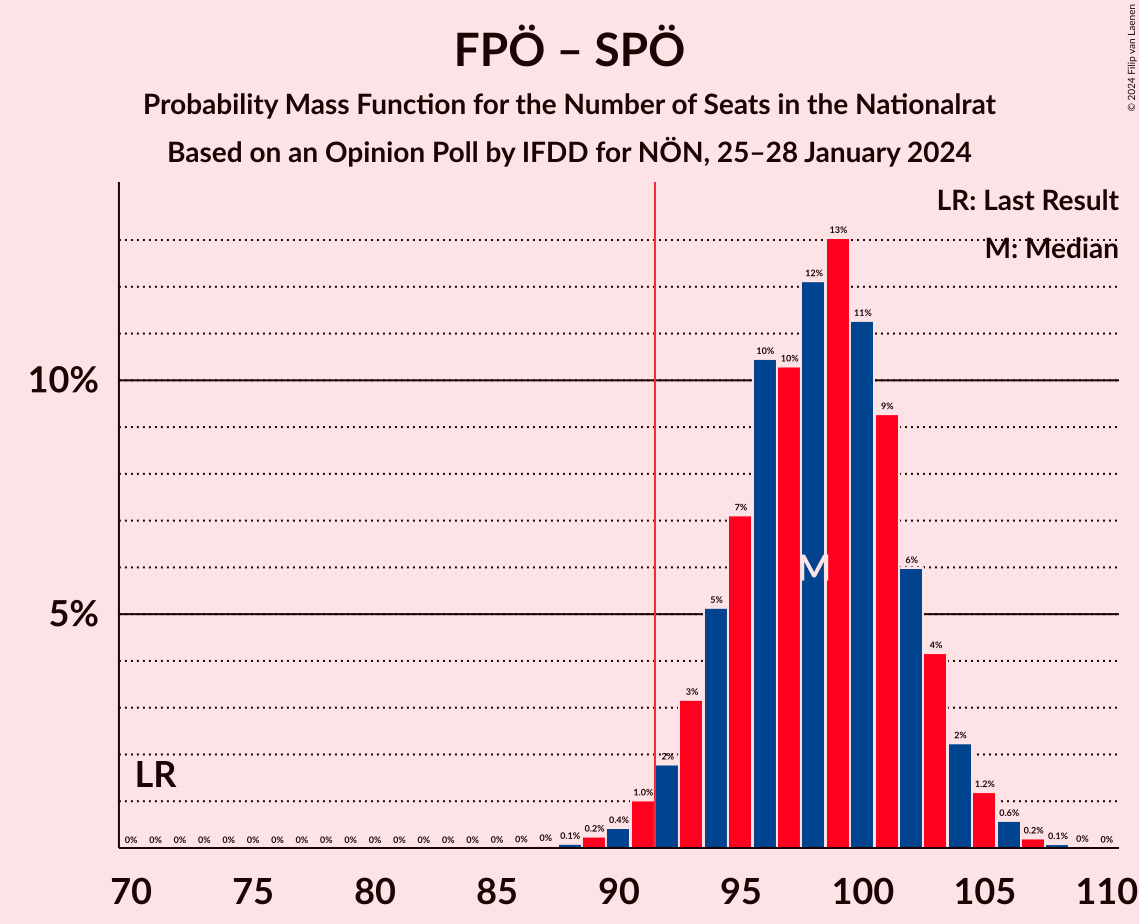 FPÖ – SPÖ
Probability Mass Function for the Number of Seats in the Nationalrat
Based on an Opinion Poll by IFDD for NÖN, 25–28 January 2024
© 2024 Filip van Laenen
LR: Last Result
M: Median
10%
5%
LR
M
0% 0% 0% 0% 0% 0% 0% 0% 0% 0% 0% 0% 0% 0% 0% 0% 0% 0% 0.1% 0.2% 0.4% 1.0% 2% 3% 5% 7% 10% 10% 12% 13% 11% 9% 6% 4% 2% 1.2% 0.6% 0.2% 0.1% 0% 0%
70 75 80 85 90 95 100 105 110